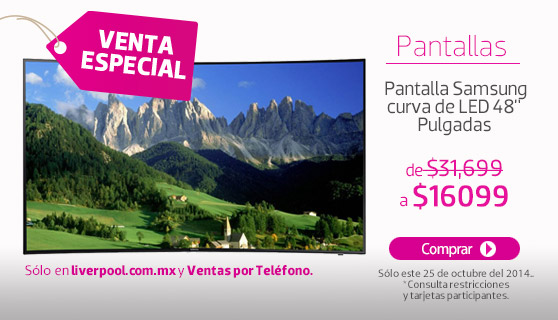 VENTA
ESPECIAL
Pantallas
Pantalla Samsung
curva de LED 48''
Pulgadas
de $31,699
a $16099
Comprar
Sólo en liverpool.com.mx y Ventas por Teléfono.
Sólo este 25 de octubre del 2014..
*Consulta restricciones
y tarjetas participantes.